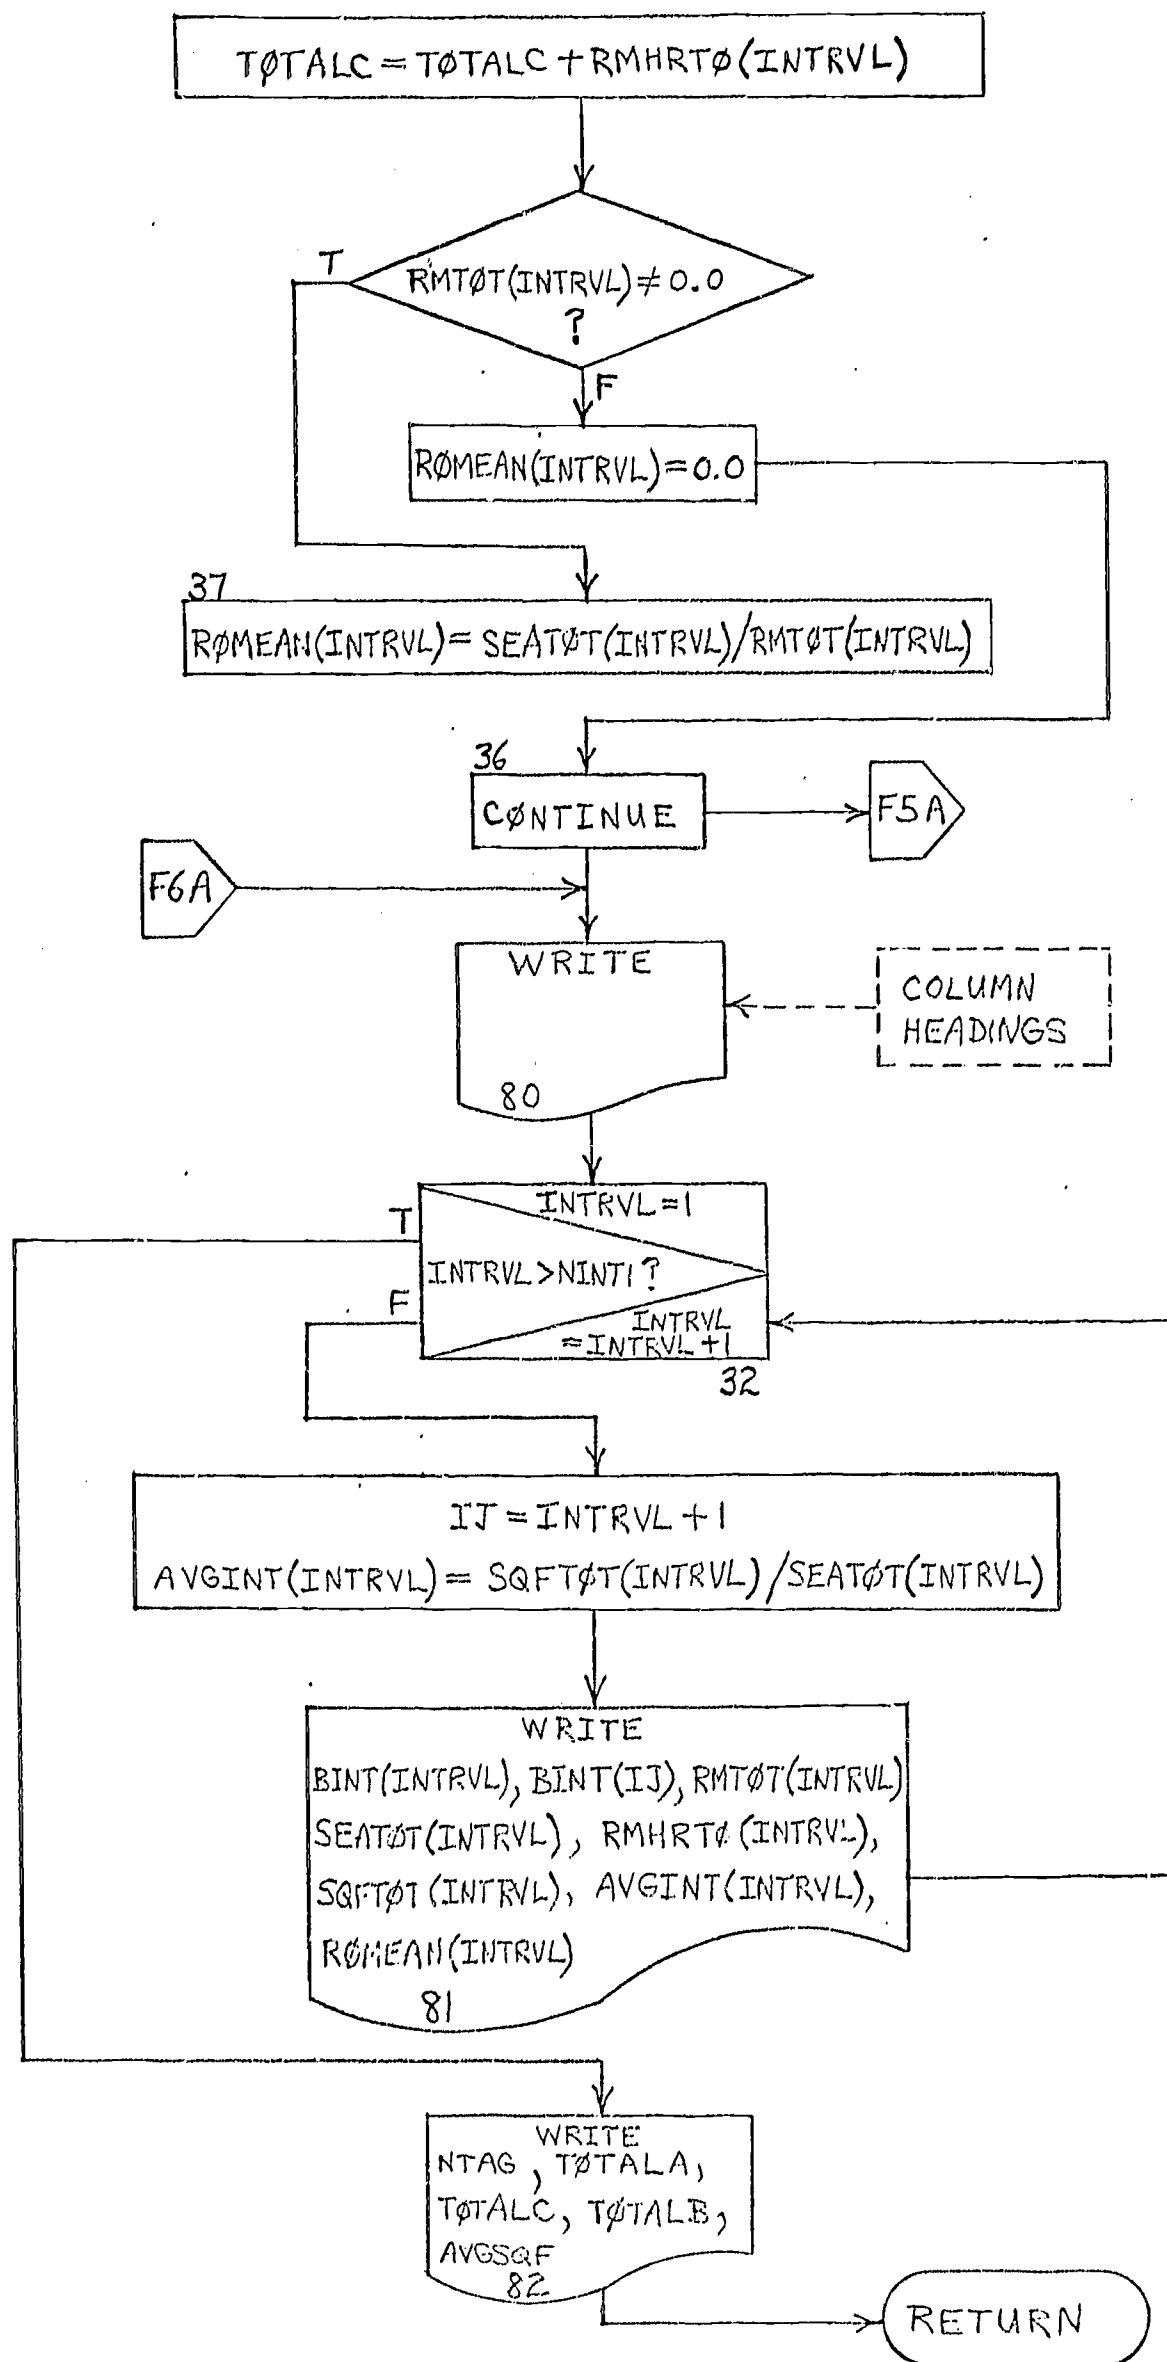 TØTALC = TØTALC + RMHRTØ(INTRVL)
T
RMTØT(INTRVL) ≠ 0.0
?
F
RØMEAN(INTRVL) = 0.0
37
RØMEAN(INTRVL) = SEATØT(INTRVL)/RMTØT(INTRVL)
36
CØNTINUE
F5A
F6A
WRITE
80
COLUMN
HEADINGS
INTRVL = 1
T
INTRVL > NINT1 ?
F
INTRVL
= INTRVL + 1
32
IJ = INTRVL + 1
AVGINT(INTRVL) = SQFTØT(INTRVL)/SEATØT(INTRVL)
WRITE
BINT(INTRVL), BINT(IJ), RMTØT(INTRVL)
SEATØT(INTRVL), RMHRTØ(INTRVL),
SQFTØT(INTRVL), AVGINT(INTRVL),
RØMEAN(INTRVL)
81
WRITE
NTAG, TØTALA,
TØTALC, TØTALB,
AVGSQF
82
RETURN